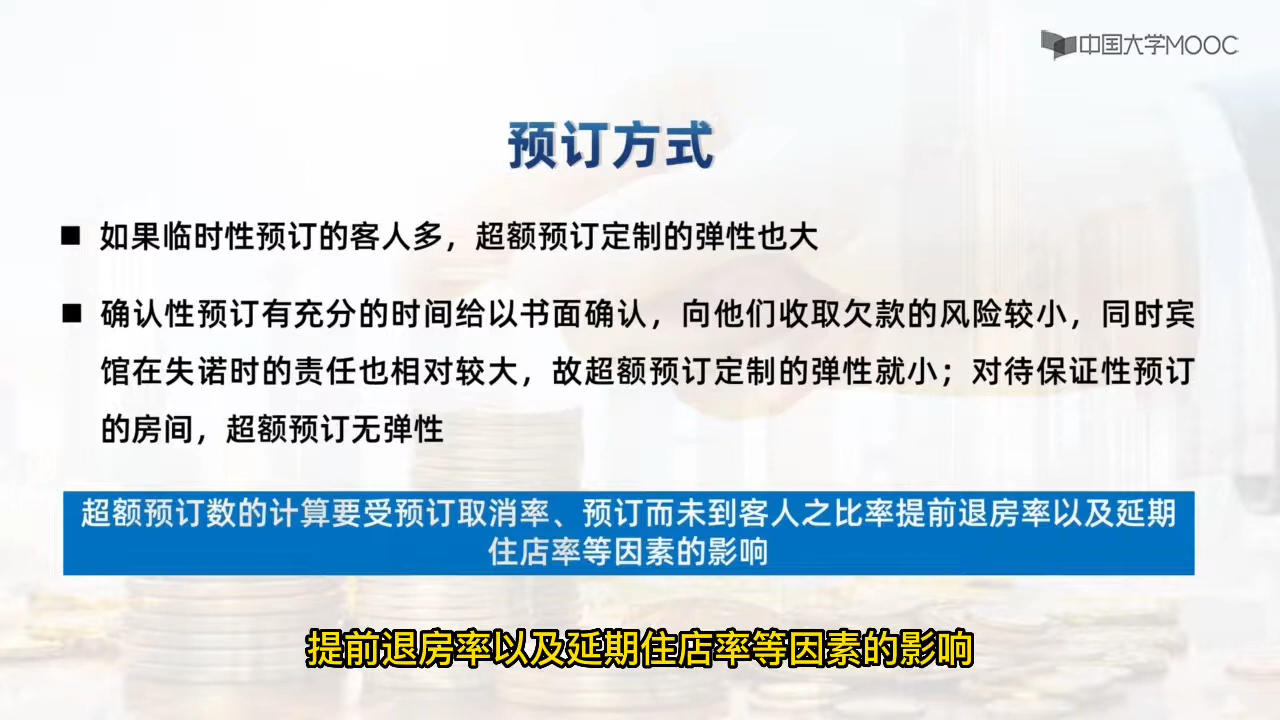 中国大学MOOC
预订方式
■ 如果临时性预订的客人多，超额预订定制的弹性也大
■ 确认性预订有充分的时间给以书面确认，向他们收取欠款的风险较小，同时宾
馆在失诺时的责任也相对较大，故超额预订定制的弹性就小；对待保证性预订
的房间，超额预订无弹性
超额预订数的计算要受预订取消率、预订而未到客人之比率提前退房率以及延期
住店率等因素的影响
提前退房率以及延期住店率等因素的影响